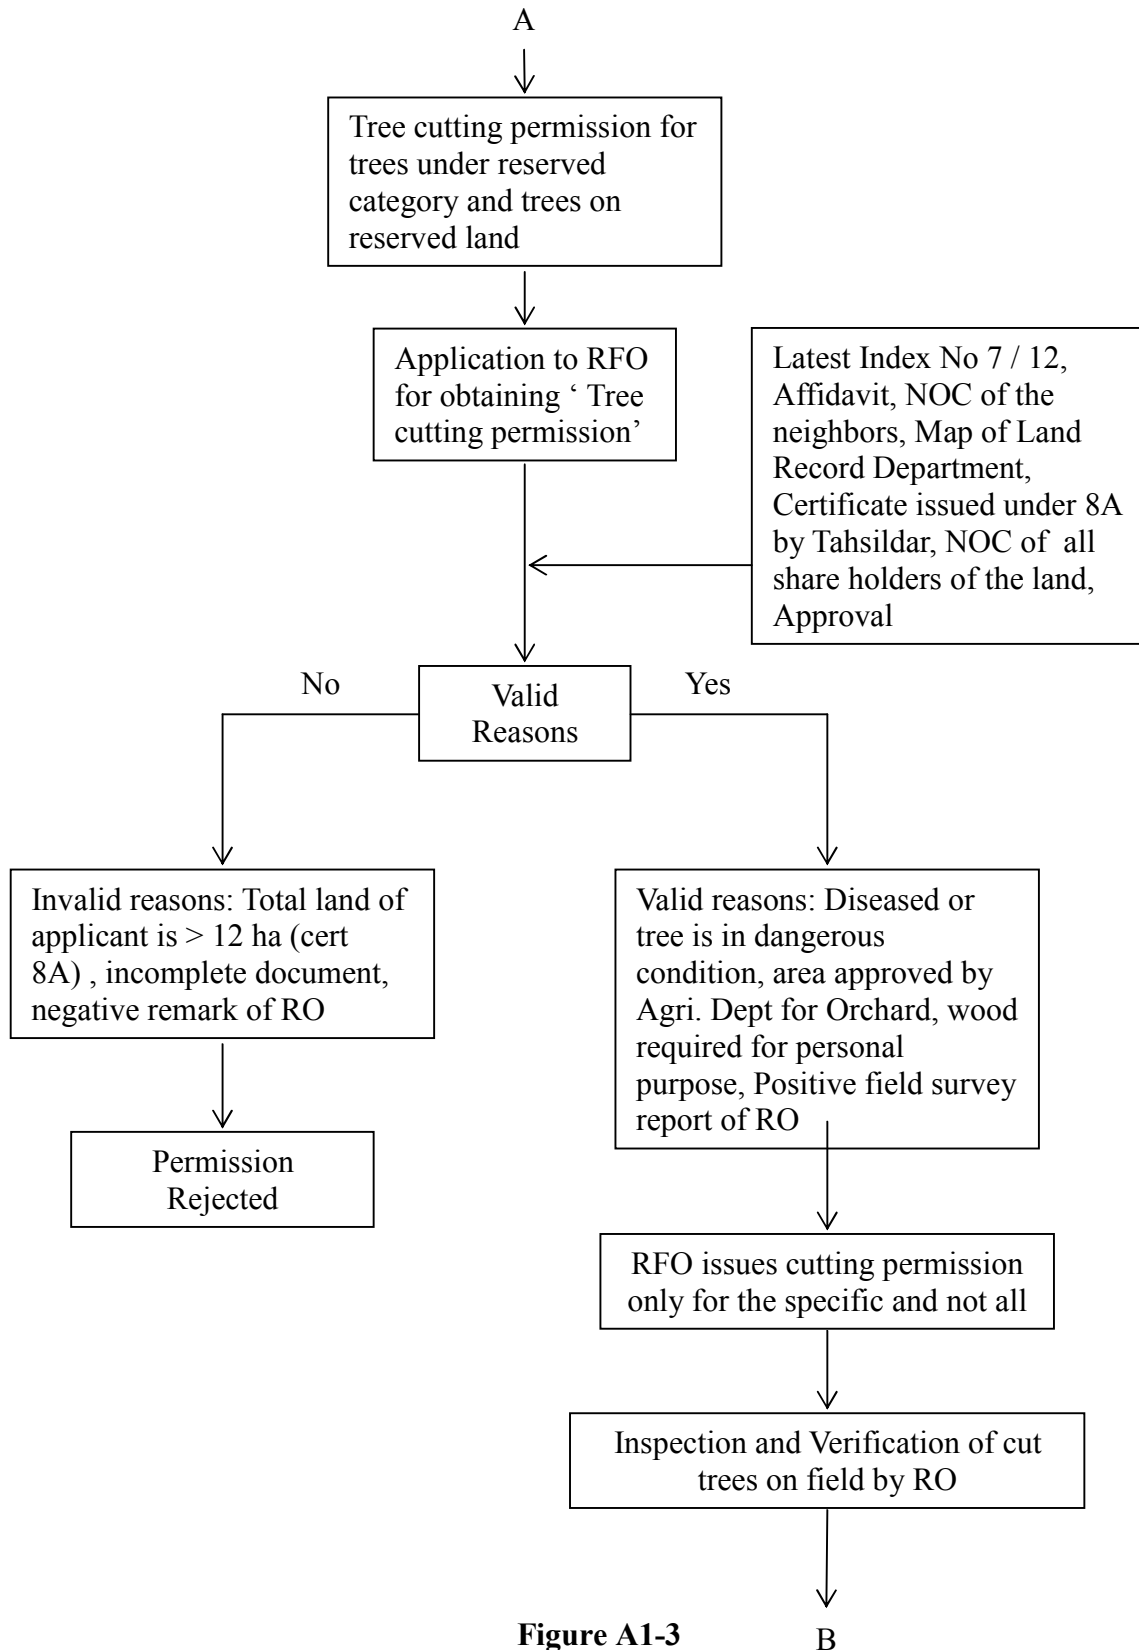 A
Tree cutting permission for
trees under reserved
category and trees on
reserved land
Application to RFO
for obtaining ‘ Tree
cutting permission’
Latest Index No 7 / 12,
Affidavit, NOC of the
neighbors, Map of Land
Record Department,
Certificate issued under 8A
by Tahsildar, NOC of all
share holders of the land,
Approval
No
Valid
Reasons
Yes
Invalid reasons: Total land of
applicant is > 12 ha (cert
8A) , incomplete document,
negative remark of RO
Permission
Rejected
Valid reasons: Diseased or
tree is in dangerous
condition, area approved by
Agri. Dept for Orchard, wood
required for personal
purpose, Positive field survey
report of RO
RFO issues cutting permission
only for the specific and not all
Inspection and Verification of cut
trees on field by RO
Figure A1-3
B